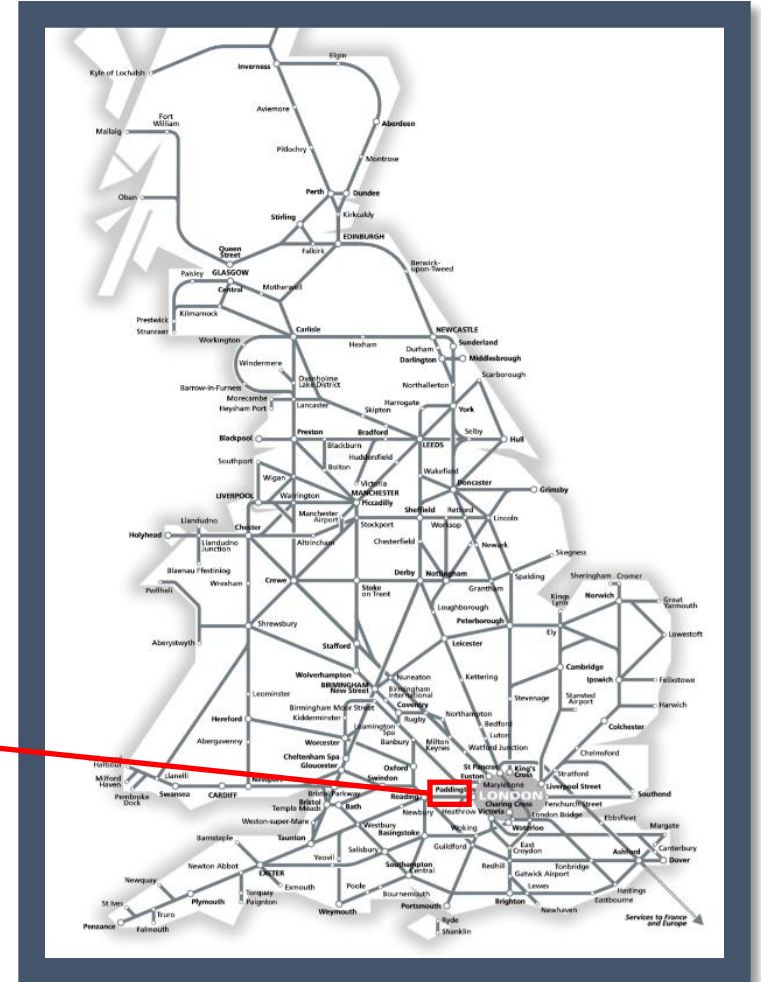 Elgin
Inverness
Kyle of Lochalsh
Aviemore
Fort
William
Mallaig
Aberdeen
Pitlochry
Montrose
Perth
Dundee
Oban
Stirling
Kirkcaldy
EDINBURGH
Queen
Street
Falkirk
Berwick-
upon-Tweed
Paisley
GLASGOW
Central
Motherwell
Prestwick
Kilmarnock
Stranraer
Carlisle
NEWCASTLE
Workington
Hexham
Durham
Sunderland
Darlington
Middlesbrough
Windermere
Scarborough
Oxenholme
Lake District
Barrow-in-Furness
Northallerton
Morecambe
Harrogate
Heysham Port
Lancaster
Skipton
York
Blackpool
Preston
Bradford
LEEDS
Selby
Hull
Blackburn
Huddersfield
Southport
Bolton
Wakefield
Wigan
Victoria
Doncaster
Grimsby
LIVERPOOL
Warrington
MANCHESTER
Piccadilly
Manchester
Airport
Sheffield
Retford
Lincoln
Llandudno
Stockport
Worksop
Holyhead
Chester
Llandudno
Junction
Altrincham
Chesterfield
Newark
Skegness
Blaenau Ffestiniog
Derby
Nottingham
Pwllheli
Wrexham
Crewe
Stoke
on Trent
Grantham
Spalding
Sheringham
Cromer
Kings
Lynn
Norwich
Great
Yarmouth
Loughborough
Aberystwyth
Shrewsbury
Peterborough
Ely
Lowestoft
Stafford
Leicester
Wolverhampton
Nuneaton
Kettering
Cambridge
BIRMINGHAM
New Street
Birmingham
International
Ipswich
Felixstowe
Leominster
Coventry
Stevenage
Stansted
Airport
Harwich
Birmingham Moor Street
Kidderminster
Rugby
Northampton
Hereford
Leamington
Spa
Bedford
Colchester
Abergavenny
Worcester
Banbury
Milton
Keynes
Luton
Watford Junction
Chelmsford
Cheltenham Spa
Gloucester
Oxford
St Pancras
King's
Cross
Harbour
Llanelli
Newport
Swindon
Euston
Stratford
Milford
Haven
Pembroke
Dock
Swansea
CARDIFF
Bristol Parkway
Reading
Paddington
Marylebone
LONDON
Liverpool Street
Southend
Bristol
Temple Meads
Bath
Newbury
Heathrow
Victoria
Charing Cross
Fenchurch Street
London Bridge
Ebbsfleet
Weston-super-Mare
Westbury
Basingstoke
Woking
Waterloo
Margate
Barnstaple
Taunton
Salisbury
Guildford
East
Croydon
Canterbury
Newton Abbot
Yeovil
Southampton
Central
Redhill
Tonbridge
Ashford
Dover
Gatwick Airport
Newquay
EXETER
Exmouth
Poole
Lewes
Hastings
Torquay
Paignton
Bournemouth
Eastbourne
St Ives
Plymouth
Weymouth
Portsmouth
Brighton
Newhaven
Truro
Penzance
Falmouth
Ryde
Shanklin
Services to France
and Europe